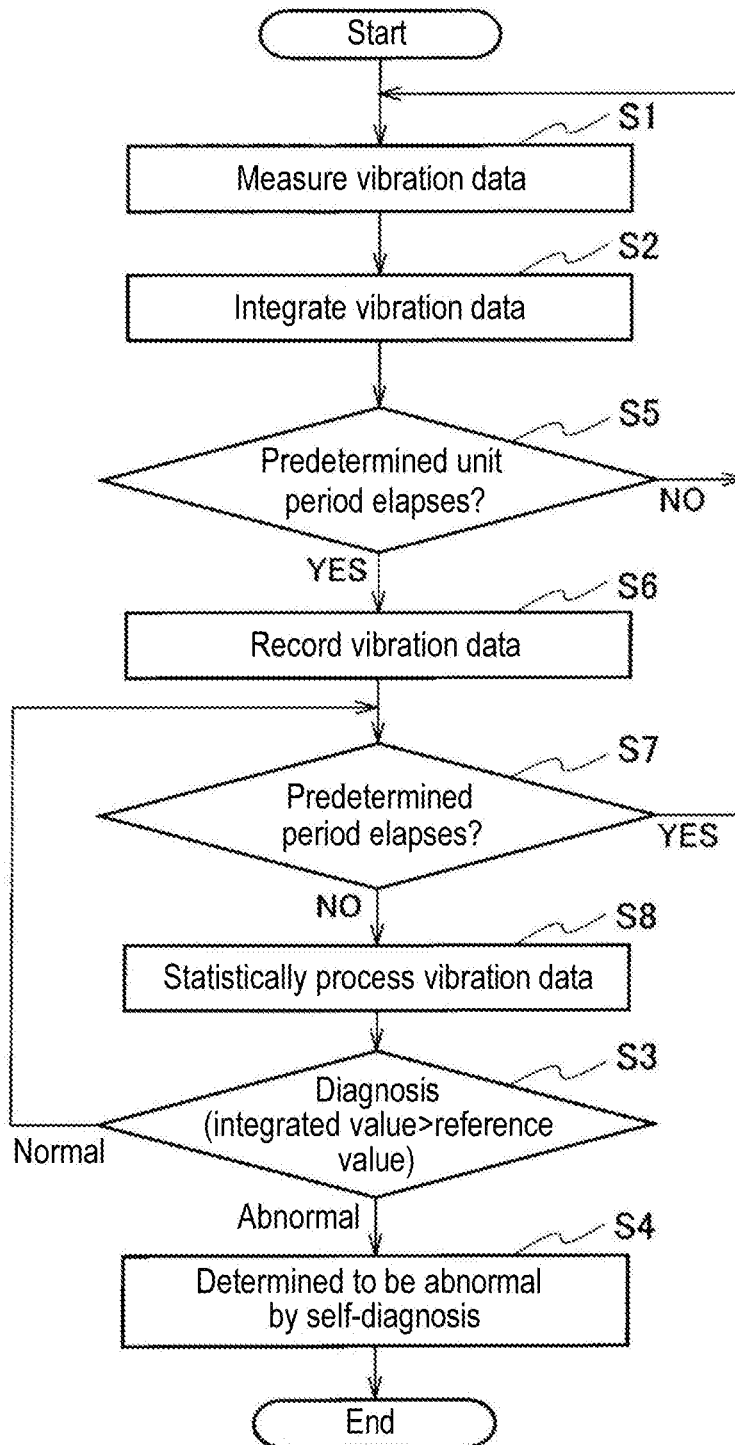 Start
S1
Measure vibration data
S2
Integrate vibration data
S5
Predetermined unit
period elapses?
NO
YES
S6
Record vibration data
S7
Predetermined
period elapses?
YES
NO
S8
Statistically process vibration data
S3
Diagnosis
(integrated value>reference
value)
Normal
Abnormal
S4
Determined to be abnormal
by self-diagnosis
End